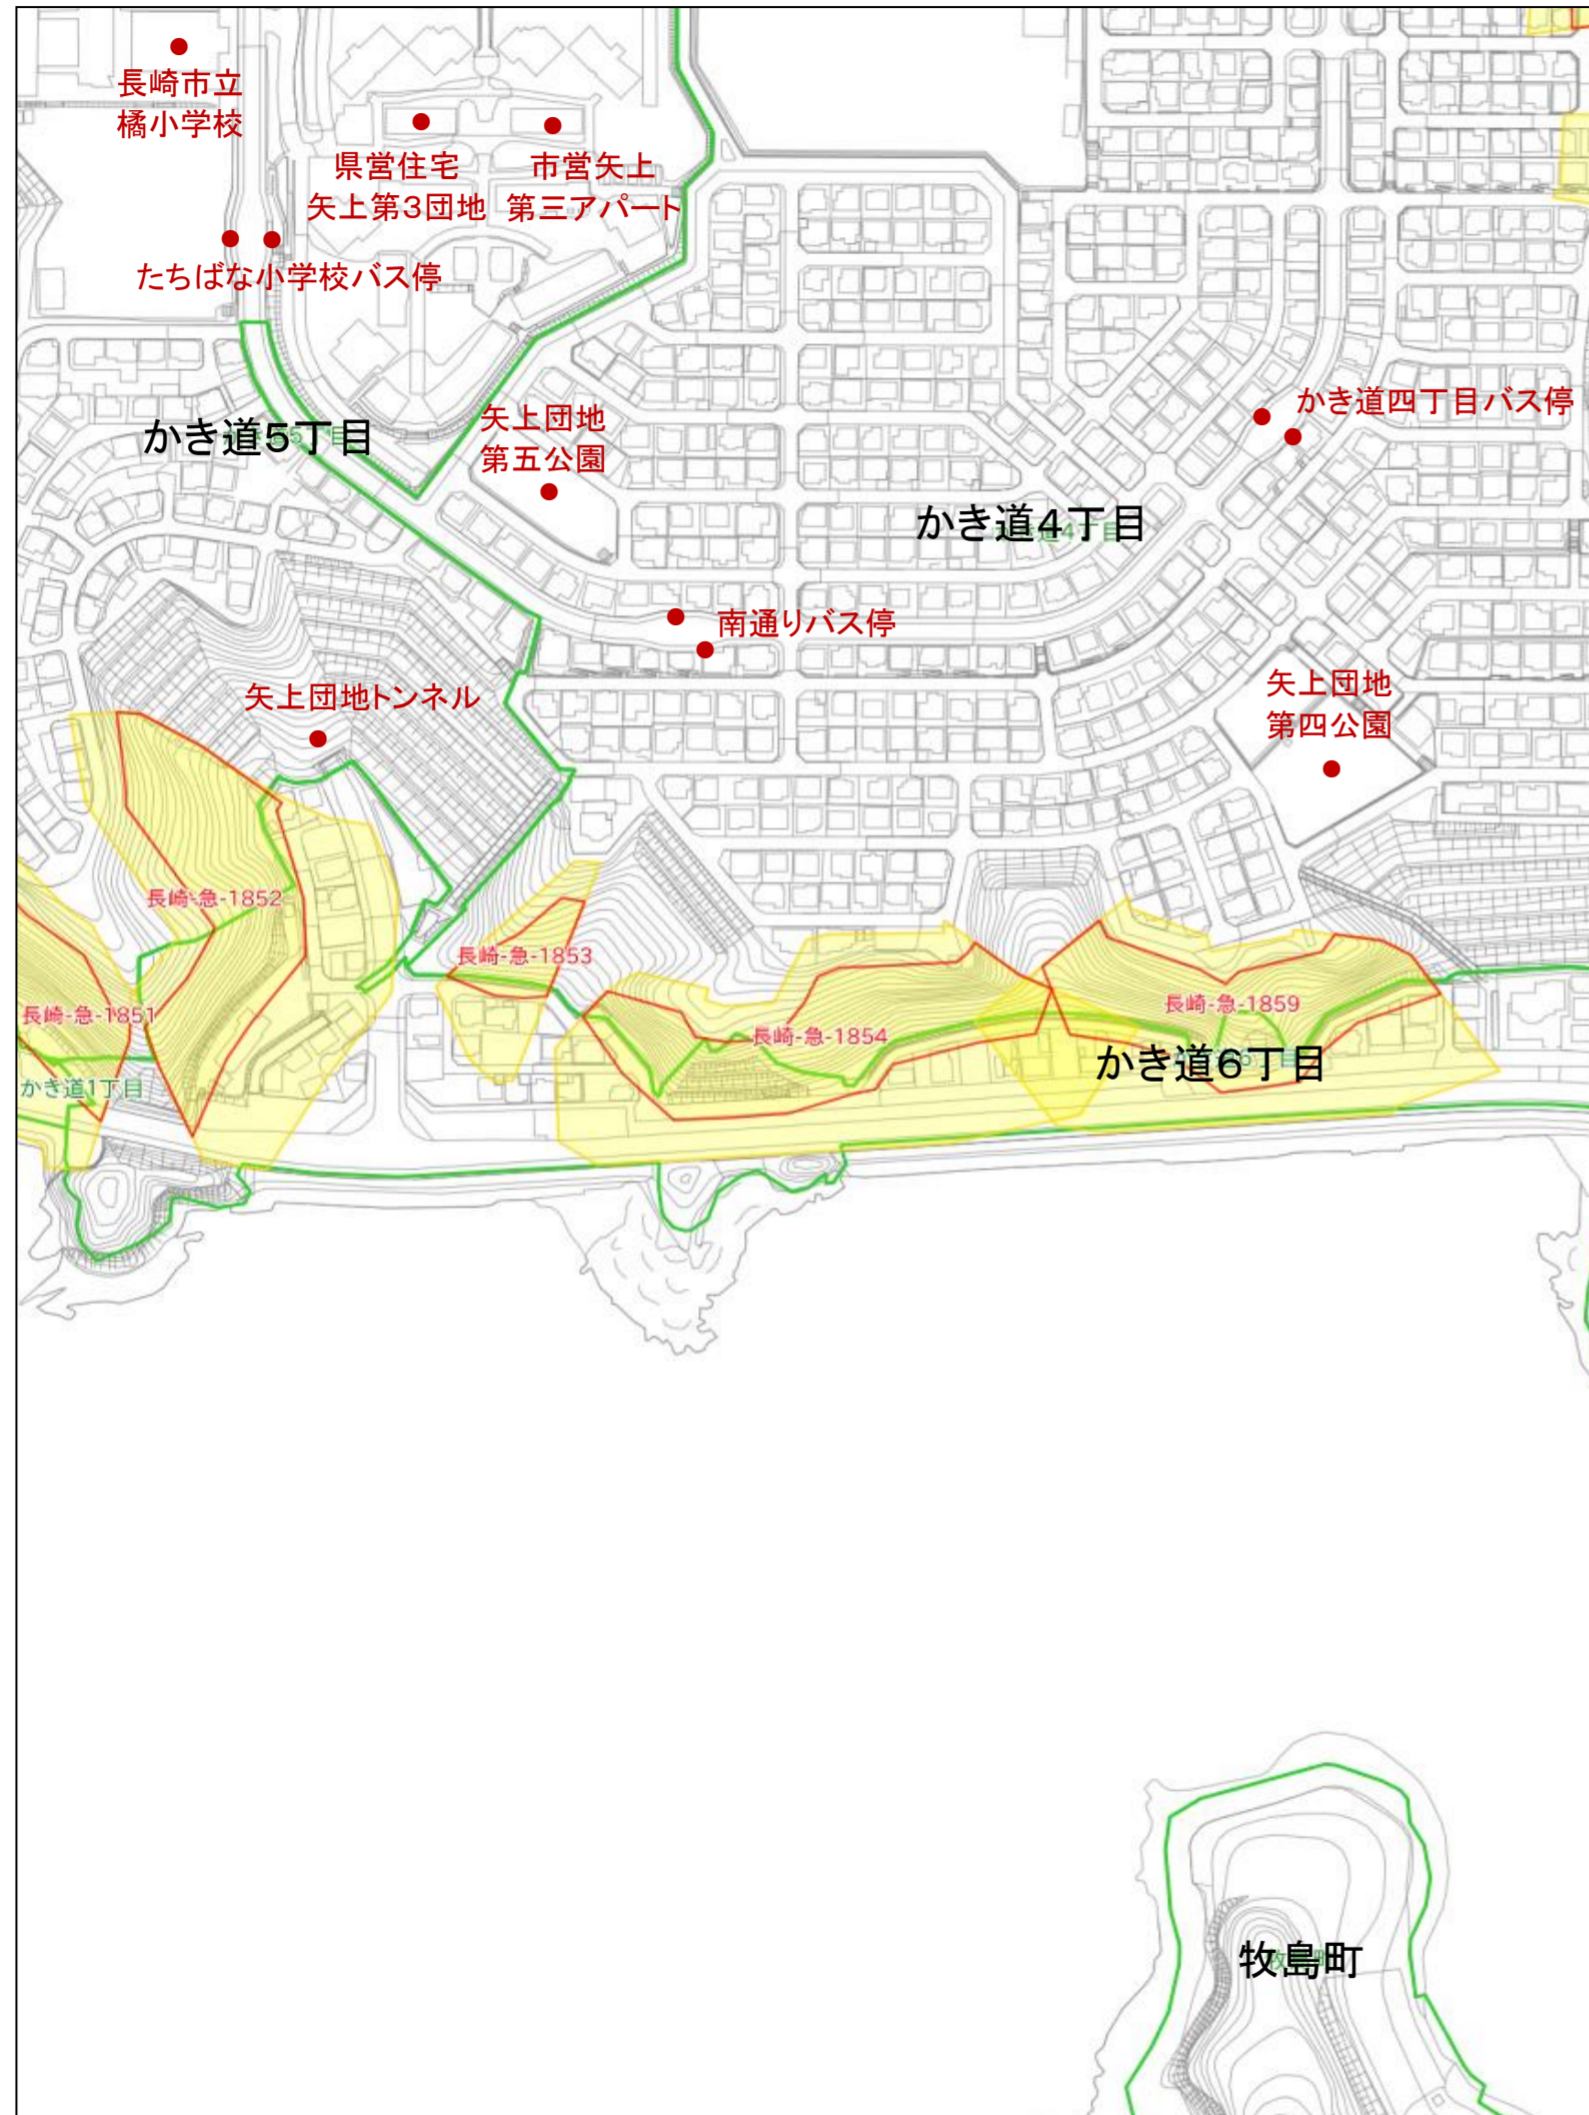 長崎市立
橘小学校
県営住宅
矢上第3団地
市営矢上
第三アパート
たちばな小学校バス停
かき道5丁目
矢上団地
第五公園
かき道四丁目バス停
かき道4丁目
南通りバス停
矢上団地トンネル
矢上団地
第四公園
長崎-急-1852
長崎-急-1853
長崎-急-1851
長崎-急-1854
長崎-急-1859
かき道6丁目
かき道1丁目
牧島町